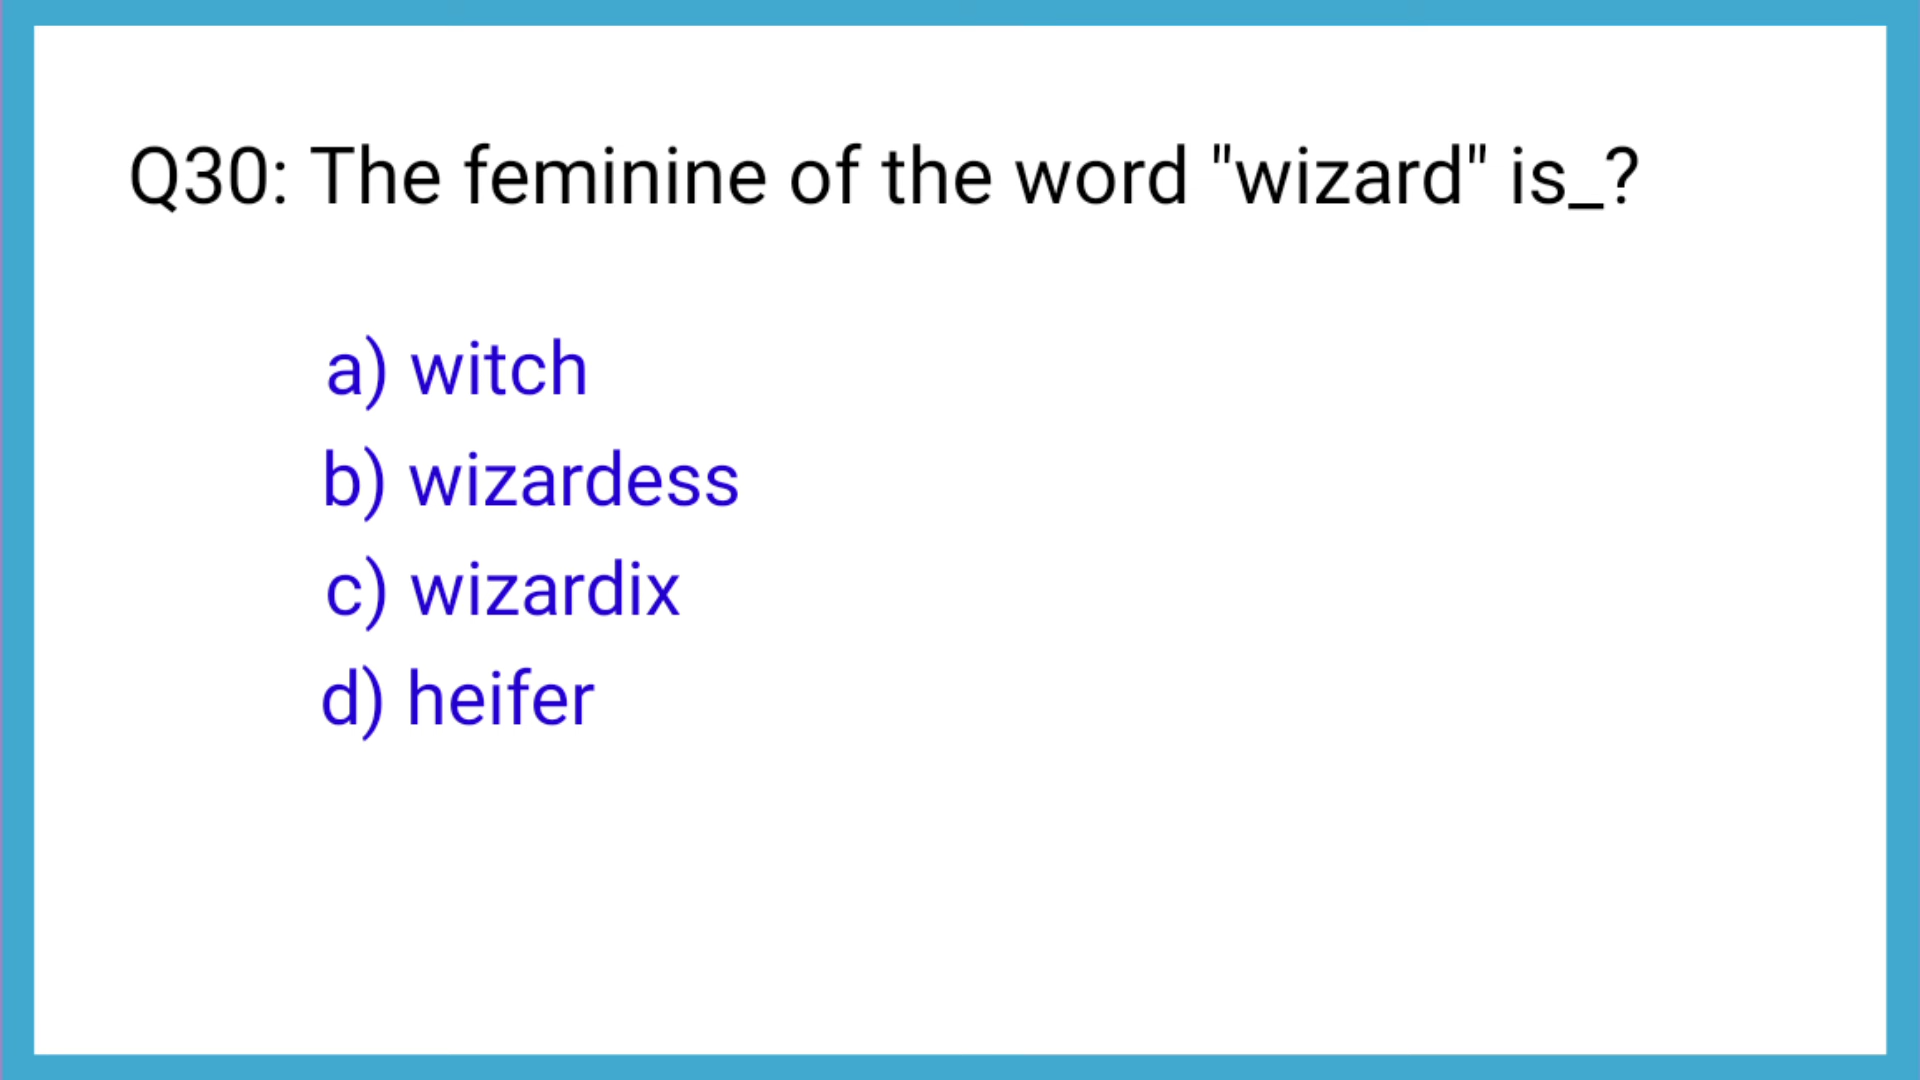 Q30: The feminine of the word "wizard" is_?
a) witch
b) wizardess
c) wizardix
d) heifer